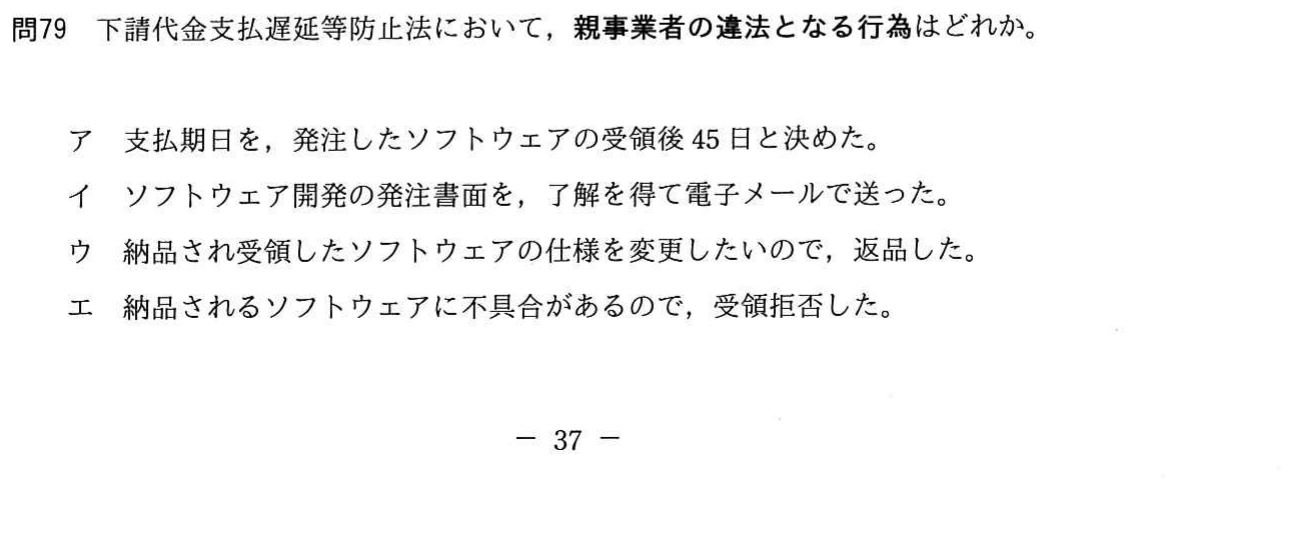 問79　下請代金支払遅延等防止法において，親事業者の違法となる行為はどれか。
ア　支払期日を，発注したソフトウェアの受領後 45 日と決めた。
イ　ソフトウェア開発の発注書面を，了解を得て電子メールで送った。
ウ　納品され受領したソフトウェアの仕様を変更したいので，返品した。
エ　納品されるソフトウェアに不具合があるので，受領拒否した。
－ 37 －